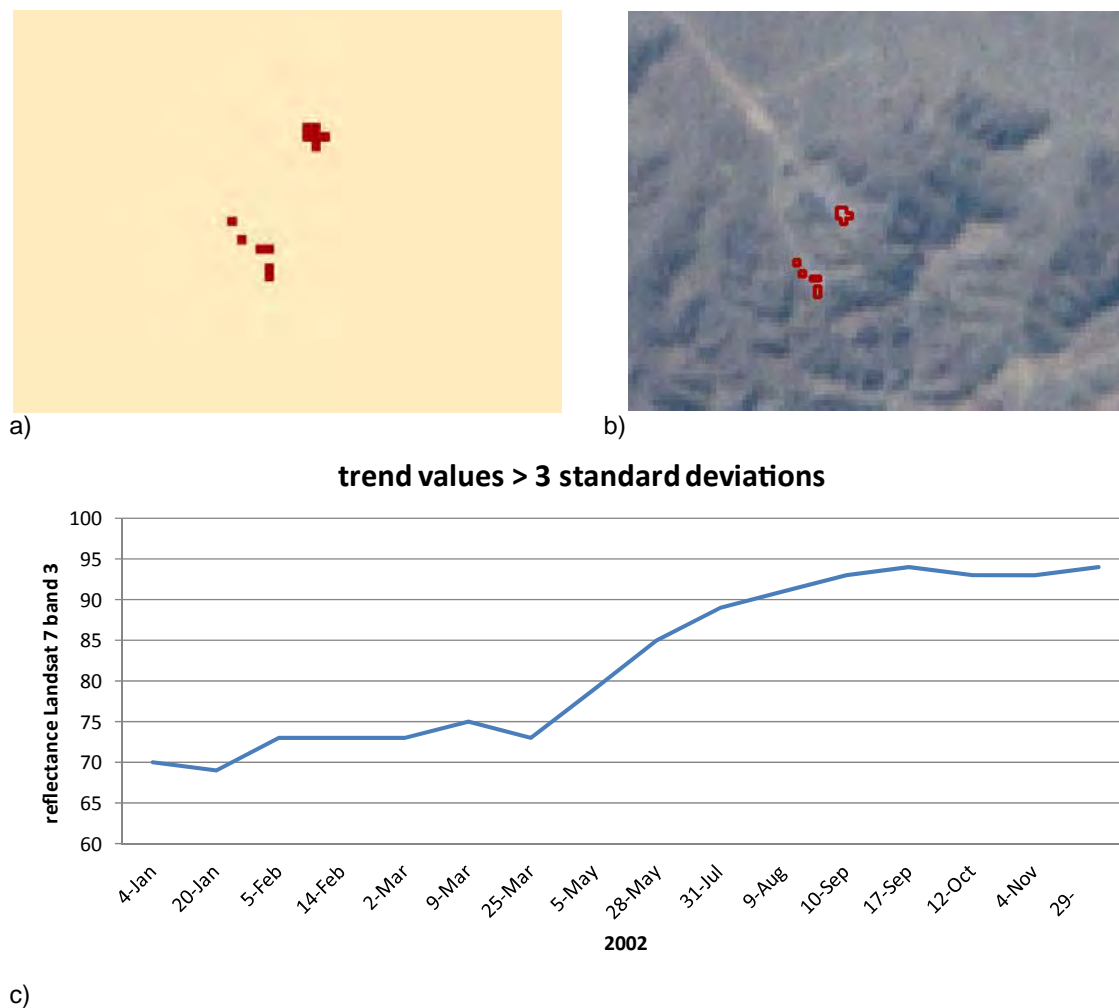 a)
b)
trend values > 3 standard deviations
reflectance Landsat 7 band 3
100
95
90
85
80
75
70
65
60
4-Jan
20-Jan
5-Feb
14-Feb
2-Mar
9-Mar
25-Mar
5-May
28-May
31-Jul
9-Aug
10-Sep
17-Sep
12-Oct
4-Nov
29-
2002
c)